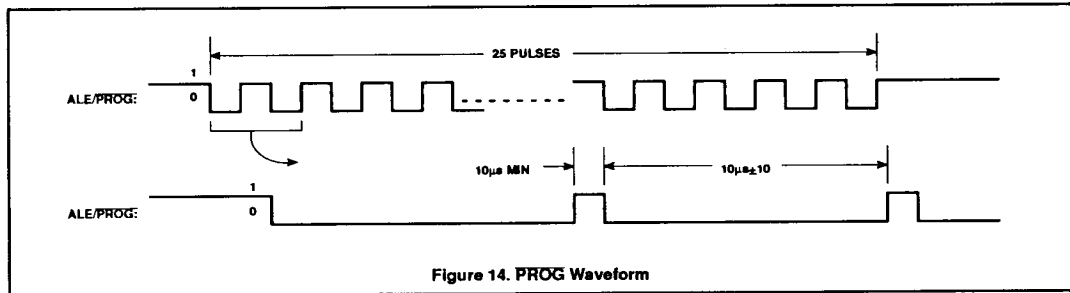 25 PULSES
1
ALE/PROG:
0
10µs MIN
10µs±10
1
ALE/PROG:
0
Figure 14. PROG Waveform